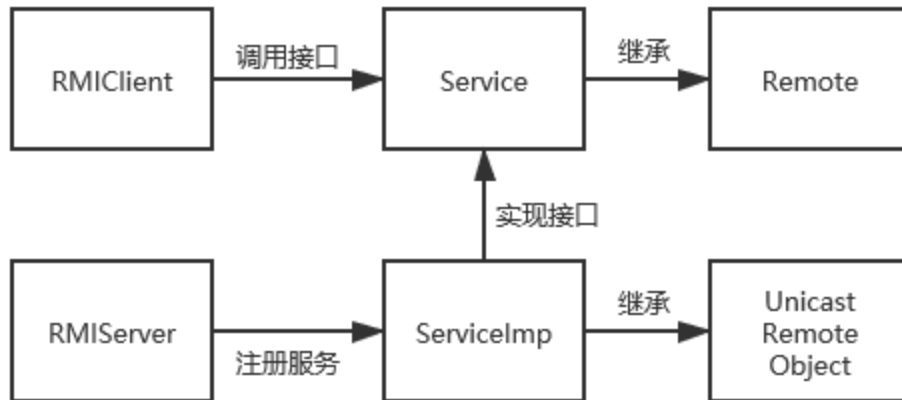 RMIClient
调用接口
Service
继承
Remote
实现接口
RMIServer
注册服务
ServiceImp
继承
Unicast
Remote
Object